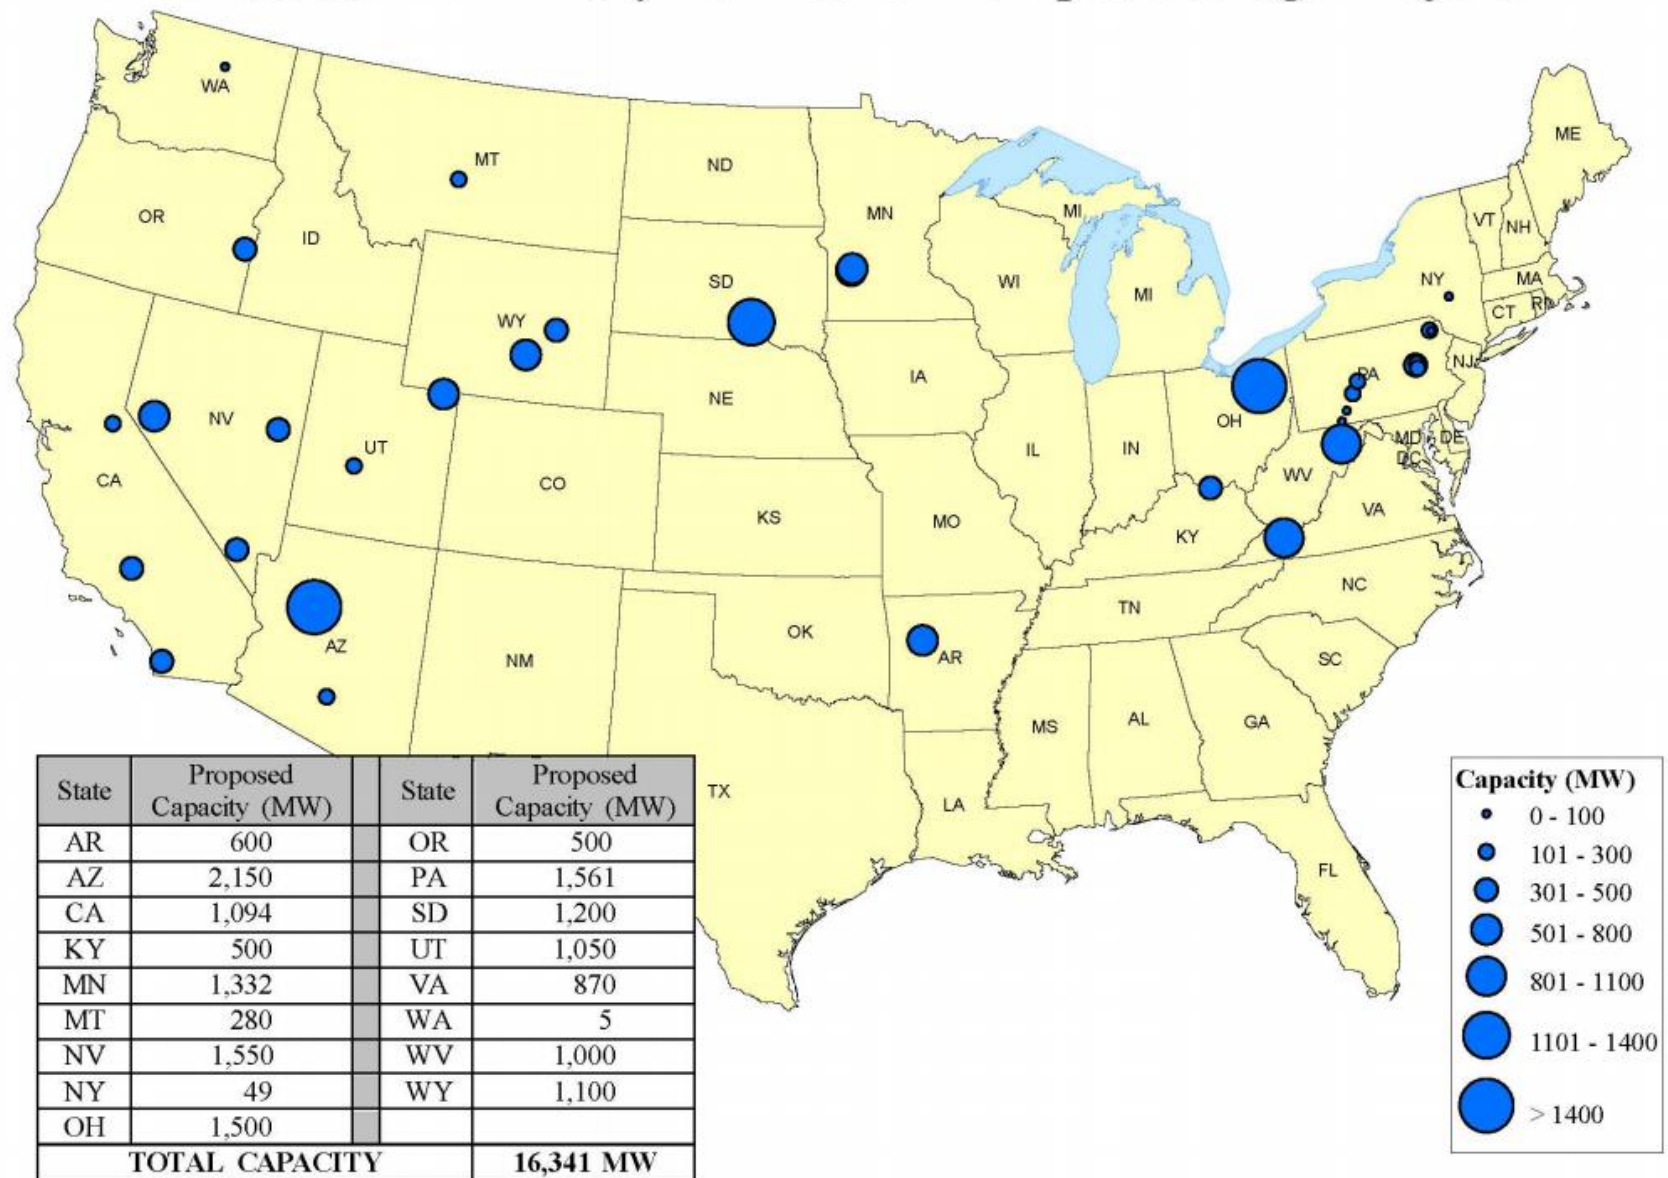 WA
MT
ND
ME
OR
ID
MN
MI
VT
NH
SD
WI
MI
NY
MA
WY
CT
RI
IA
PA
NJ
NE
NV
OH
UT
IL
IN
MD
DE
DC
CA
CO
WV
KS
MO
VA
KY
NC
TN
AZ
OK
AR
NM
SC
MS
AL
GA
TX
LA
FL
State Proposed Capacity (MW) State Proposed Capacity (MW)
AR 600 OR 500
AZ 2,150 PA 1,561
CA 1,094 SD 1,200
KY 500 UT 1,050
MN 1,332 VA 870
MT 280 WA 5
NV 1,550 WV 1,000
NY 49 WY 1,100
OH 1,500
TOTAL CAPACITY 16,341 MW
Capacity (MW)
0 - 100
101 - 300
301 - 500
501 - 800
801 - 1100
1101 - 1400
> 1400